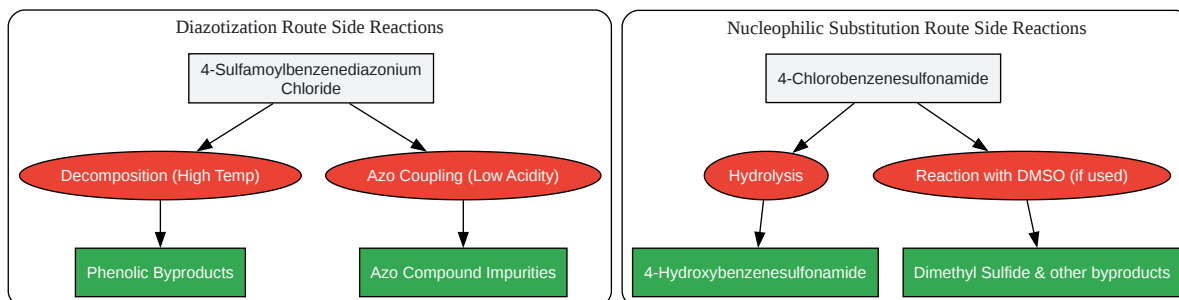 Diazotization Route Side Reactions
4-Sulfamoylbenzenediazonium
Chloride
Decomposition (High Temp)
Azo Coupling (Low Acidity)
Phenolic Byproducts
Azo Compound Impurities
Nucleophilic Substitution Route Side Reactions
4-Chlorobenzenesulfonamide
Hydrolysis
Reaction with DMSO (if used)
4-Hydroxybenzenesulfonamide
Dimethyl Sulfide & other byproducts